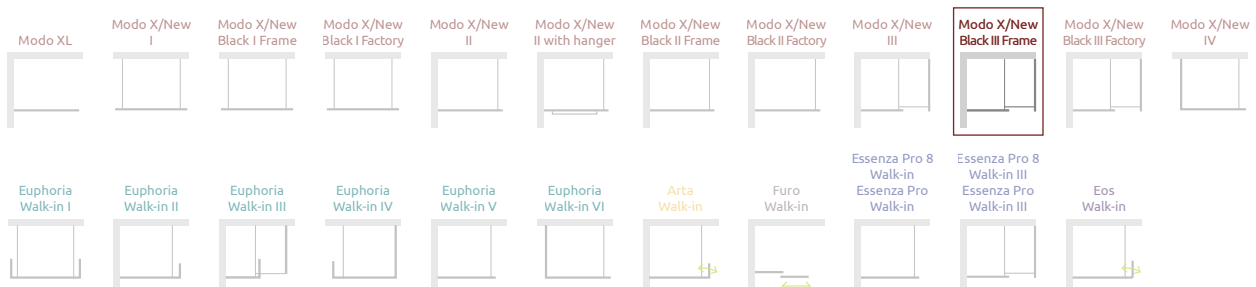 Modo XL
Modo X/New
I
Modo X/New
Black I Frame
Modo X/New
Black I Factory
Modo X/New
II
Modo X/New
II with hanger
Modo X/New
Black II Frame
Modo X/New
Black II Factory
Modo X/New
III
Modo X/New
Black III Frame
Modo X/New
Black III Factory
Modo X/New
IV
Euphoria
Walk-in I
Euphoria
Walk-in II
Euphoria
Walk-in III
Euphoria
Walk-in IV
Euphoria
Walk-in V
Euphoria
Walk-in VI
Arta
Walk-in
Furo
Walk-in
Essenza Pro 8
Walk-in
Essenza Pro
Walk-in
Essenza Pro 8
Walk-in III
Essenza Pro
Walk-in III
Eos
Walk-in